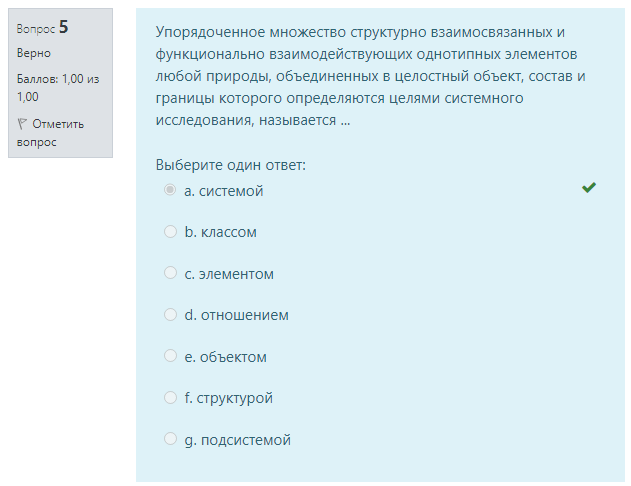 Вопрос 5
Верно
Баллов: 1,00 из
1,00
Отметить
вопрос
Упорядоченное множество структурно взаимосвязанных и
функционально взаимодействующих однотипных элементов
любой природы, объединенных в целостный объект, состав и
границы которого определяются целями системного
исследования, называется ...
Выберите один ответ:
a. системой
b. классом
c. элементом
d. отношением
e. объектом
f. структурой
g. подсистемой